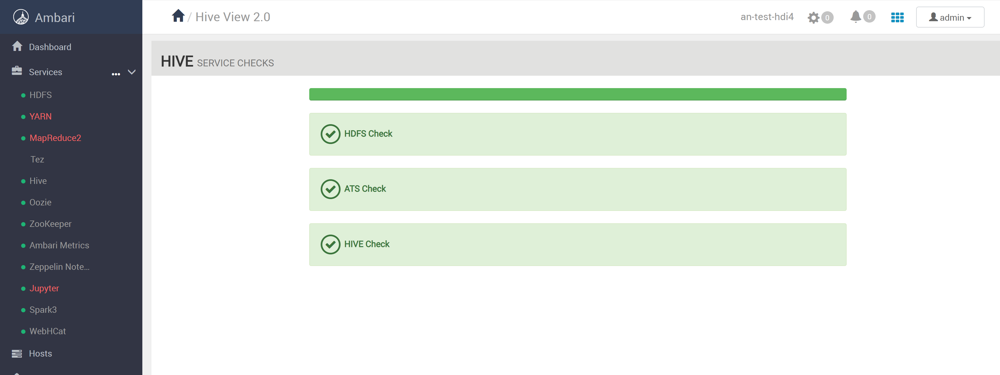 Ambari
/ Hive View 2.0
an-test-hdi4
0
0
admin
Dashboard
Services
...
HDFS
YARN
MapReduce2
Tez
Hive
Oozie
ZooKeeper
Ambari Metrics
Zeppelin Note...
Jupyter
Spark3
WebHCat
Hosts
HIVE SERVICE CHECKS
HDFS Check
ATS Check
HIVE Check